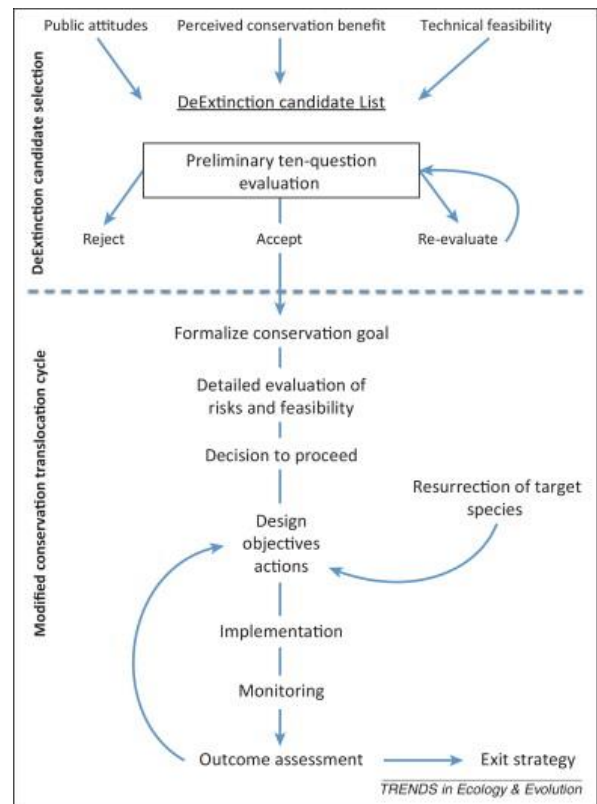 Public attitudes
Perceived conservation benefit
Technical feasibility
DeExtinction candidate List
Preliminary ten-question
evaluation
Reject
Accept
Re-evaluate
DeExtinction candidate selection
Formalize conservation goal
Detailed evaluation of
risks and feasibility
Decision to proceed
Resurrection of target
species
Design
objectives
actions
Implementation
Monitoring
Outcome assessment
Exit strategy
Modified conservation translocation cycle
TRENDS in Ecology & Evolution